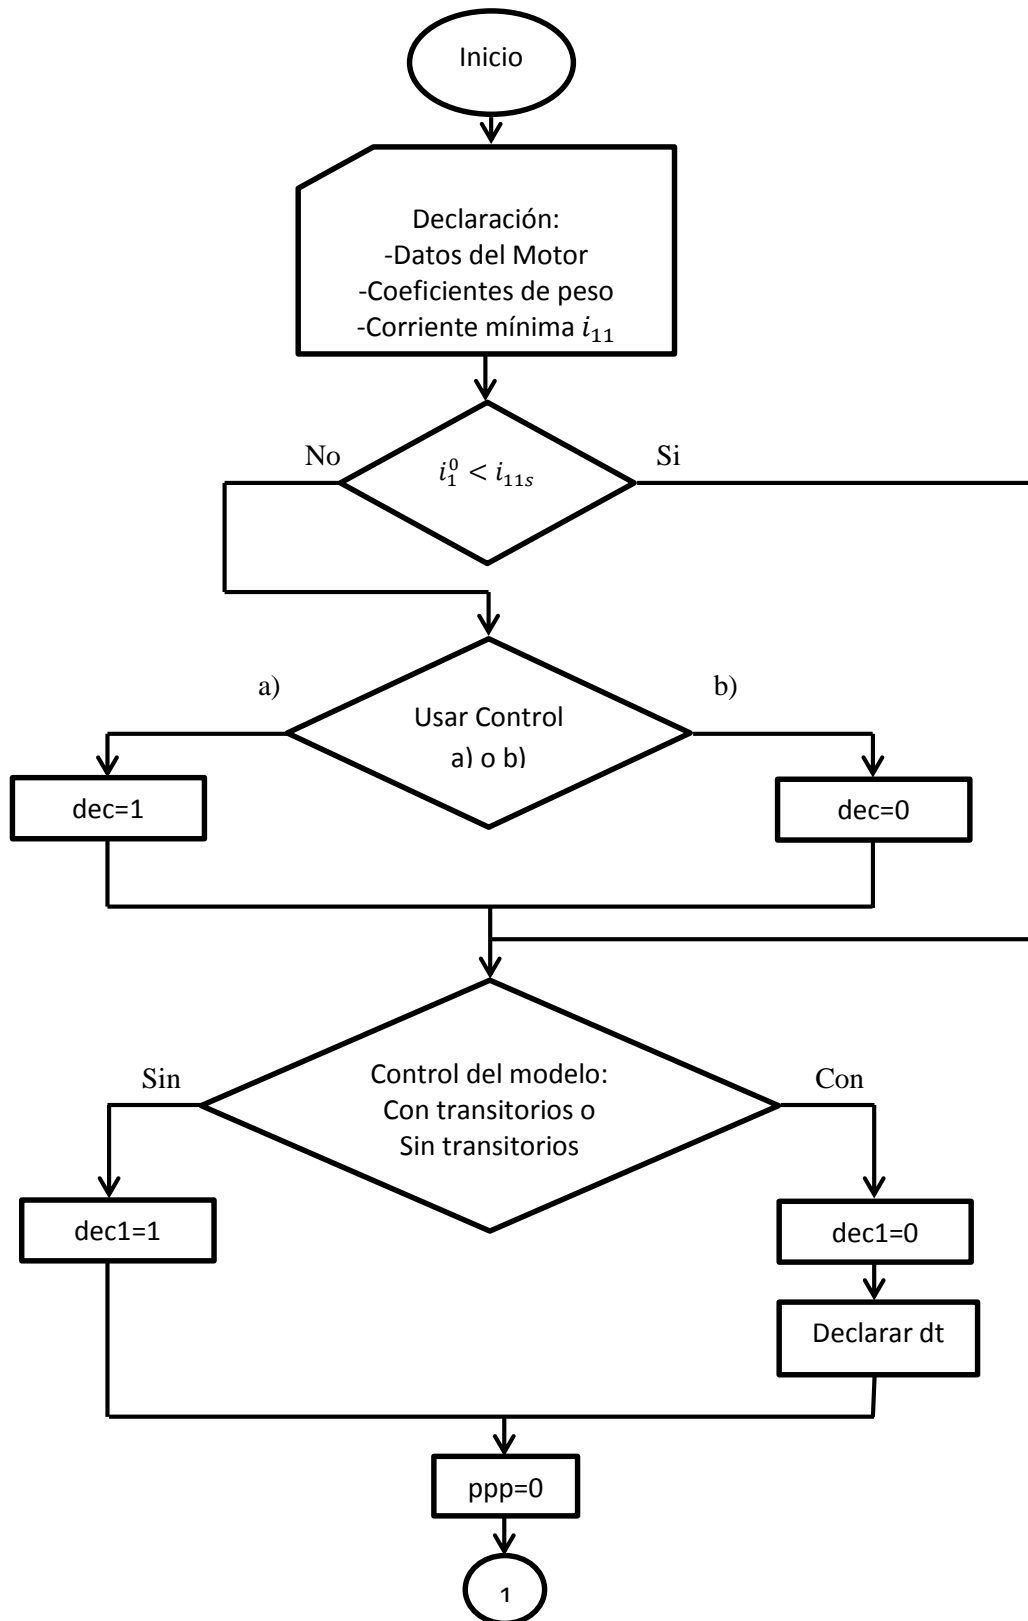 Inicio
Declaración:
-Datos del Motor
-Coeficientes de peso
-Corriente mínima i₁₁
No
i₁⁰ < i₁₁ₛ
Si
a)
Usar Control
a) o b)
b)
dec=1
dec=0
Sin
Control del modelo:
Con transitorios o
Sin transitorios
Con
dec1=1
dec1=0
Declarar dt
ppp=0
1